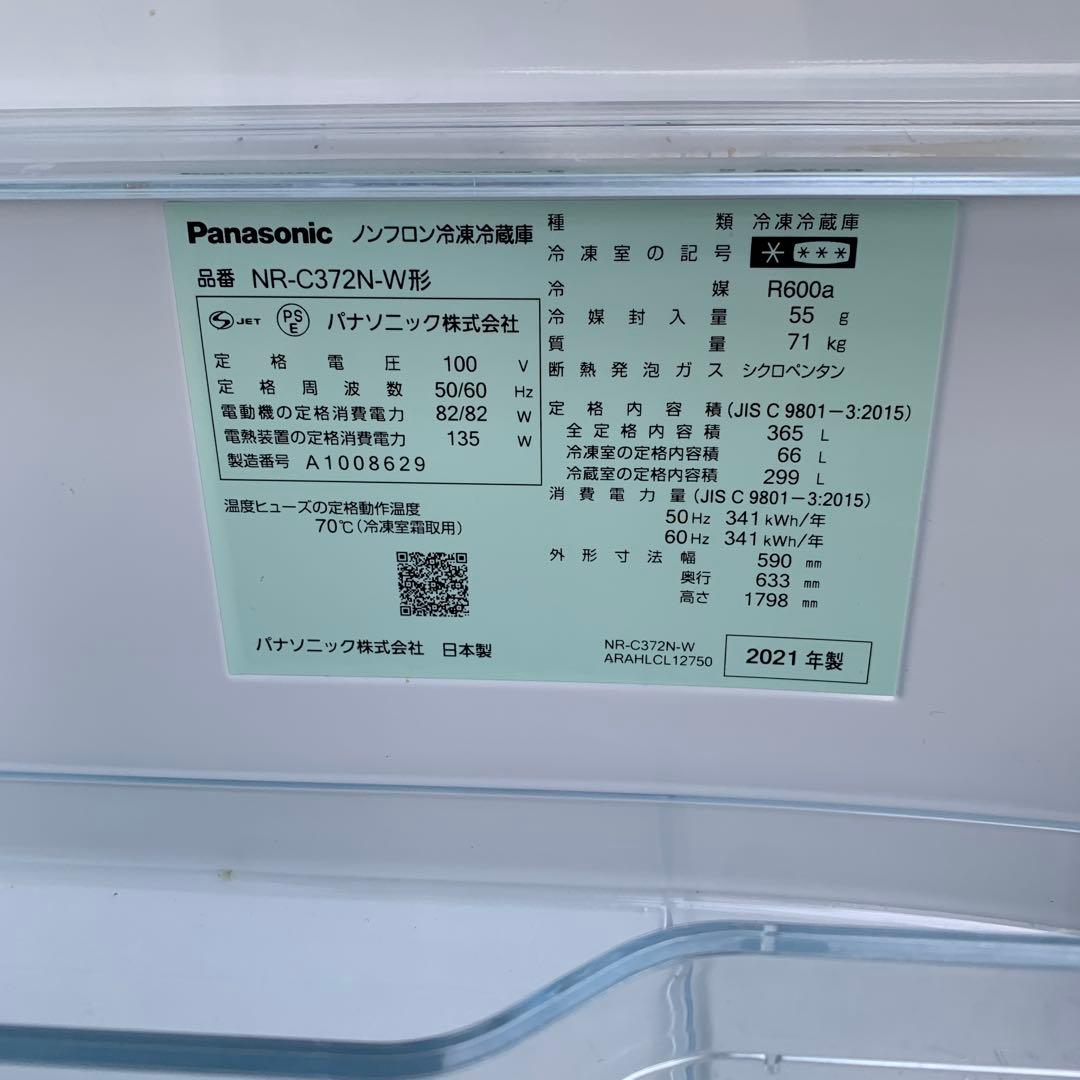 Panasonic ノンフロン冷凍冷蔵庫
品番 NR-C372N-W形
JET PSE パナソニック株式会社
定格電圧 100 V
定格周波数 50/60 Hz
電動機の定格消費電力 82/82 W
電熱装置の定格消費電力 135 W
製造番号 A1008629
温度ヒューズの定格動作温度
70℃(冷凍室霜取用)
パナソニック株式会社 日本製
種類 冷凍冷蔵庫
冷凍室の記号 * ***
冷媒 R600a
冷媒封入量 55 g
質量 71 kg
断熱発泡ガス シクロペンタン
定格内容積(JIS C 9801-3:2015)
全定格内容積 365 L
冷凍室の定格内容積 66 L
冷蔵室の定格内容積 299 L
消費電力量(JIS C 9801-3:2015)
50Hz 341kWh/年
60Hz 341kWh/年
外形寸法幅 590 mm
奥行 633 mm
高さ 1798 mm
NR-C372N-W
ARAHLCL12750
2021年製